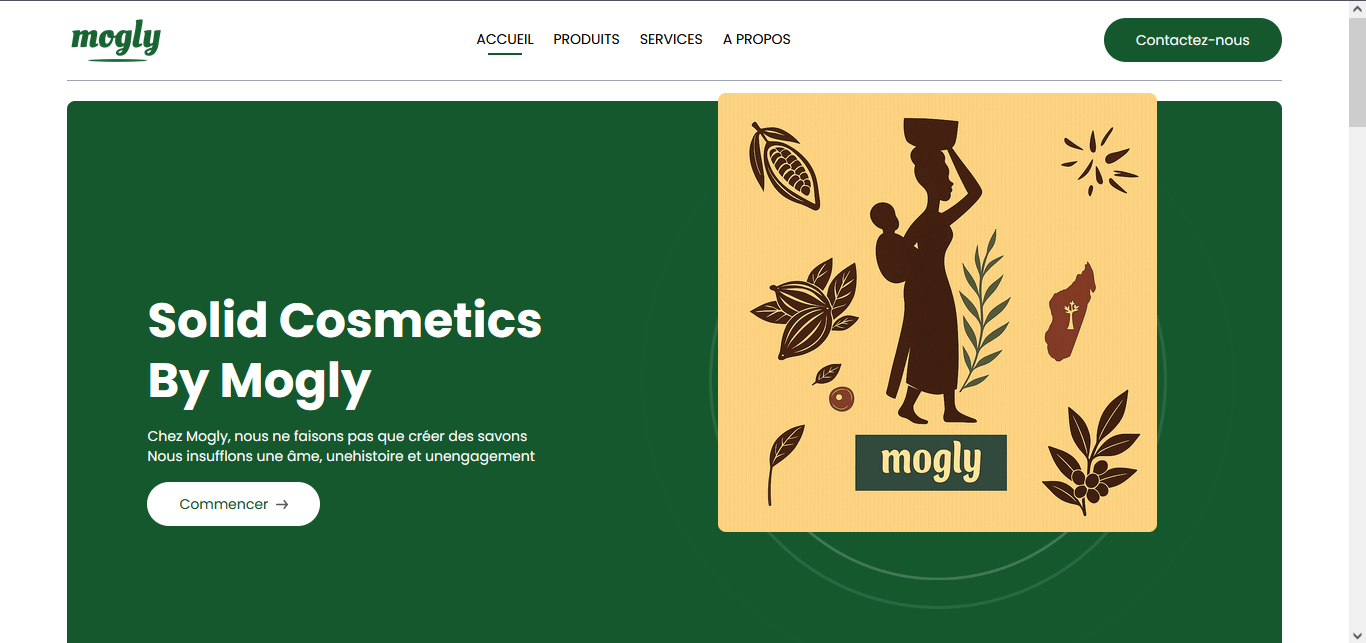 mogly
ACCUEIL
PRODUITS
SERVICES
A PROPOS
Contactez-nous
Solid Cosmetics
By Mogly
Chez Mogly, nous ne faisons pas que créer des savons
Nous insufflons une âme, unehistoire et unengagement
Commencer →
mogly